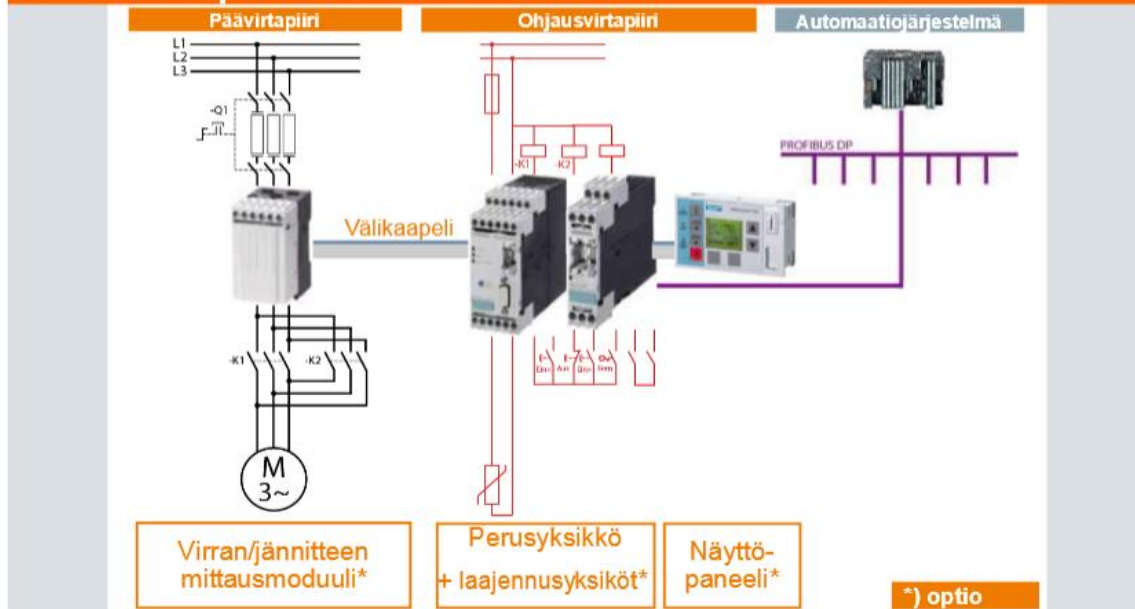 Päävirtapiiri
Ohjausvirtapiiri
Automaatiojärjestelmä
L1
L2
L3
-Q1
-K1
-K2
PROFIBUS DP
Välikaapeli
-K1
-K2
M
3~
Virran/jännitteen
mittausmoduuli*
Perusyksikkö
+ laajennusyksiköt*
Näyttö-
paneeli*
*) optio